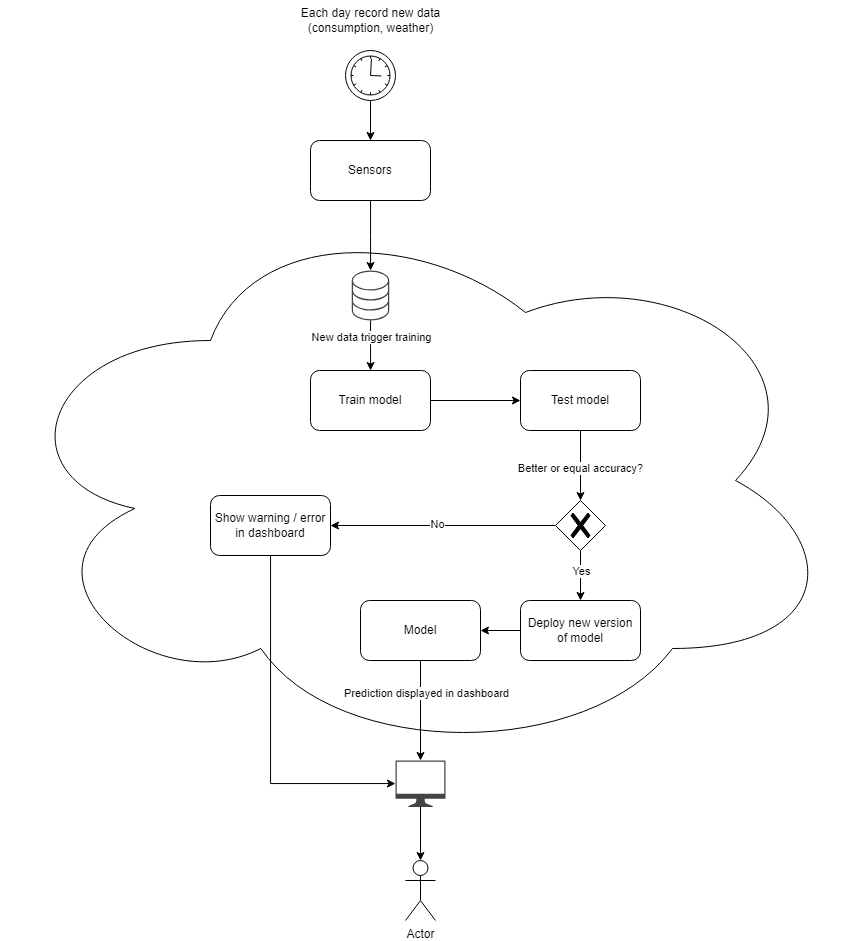 Each day record new data
(consumption, weather)
Sensors
New data trigger training
Train model
Test model
Better or equal accuracy?
Show warning / error
in dashboard
No
Yes
Model
Deploy new version
of model
Prediction displayed in dashboard
Actor